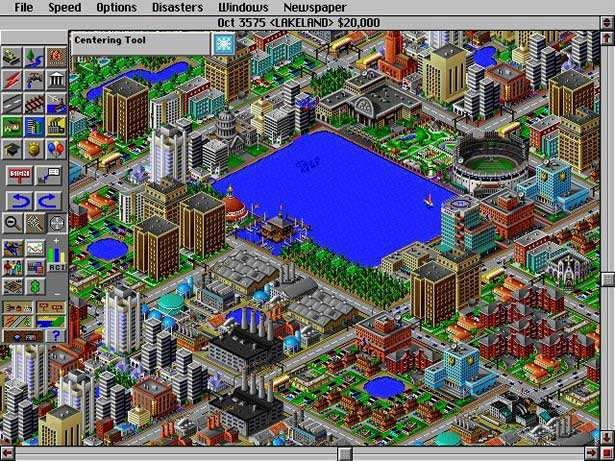 File Speed Options Disasters Windows Newspaper
Oct 3575 <LAKELAND> $20,000
Centering Tool
R C I
?